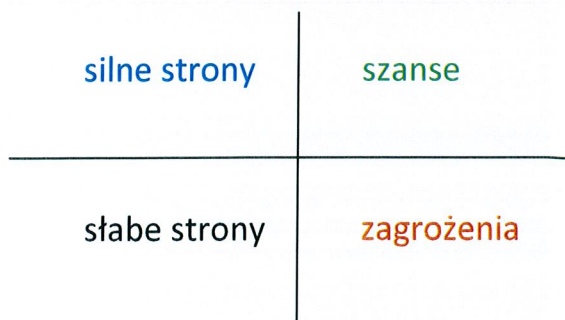 silne strony
szanse
słabe strony
zagrożenia